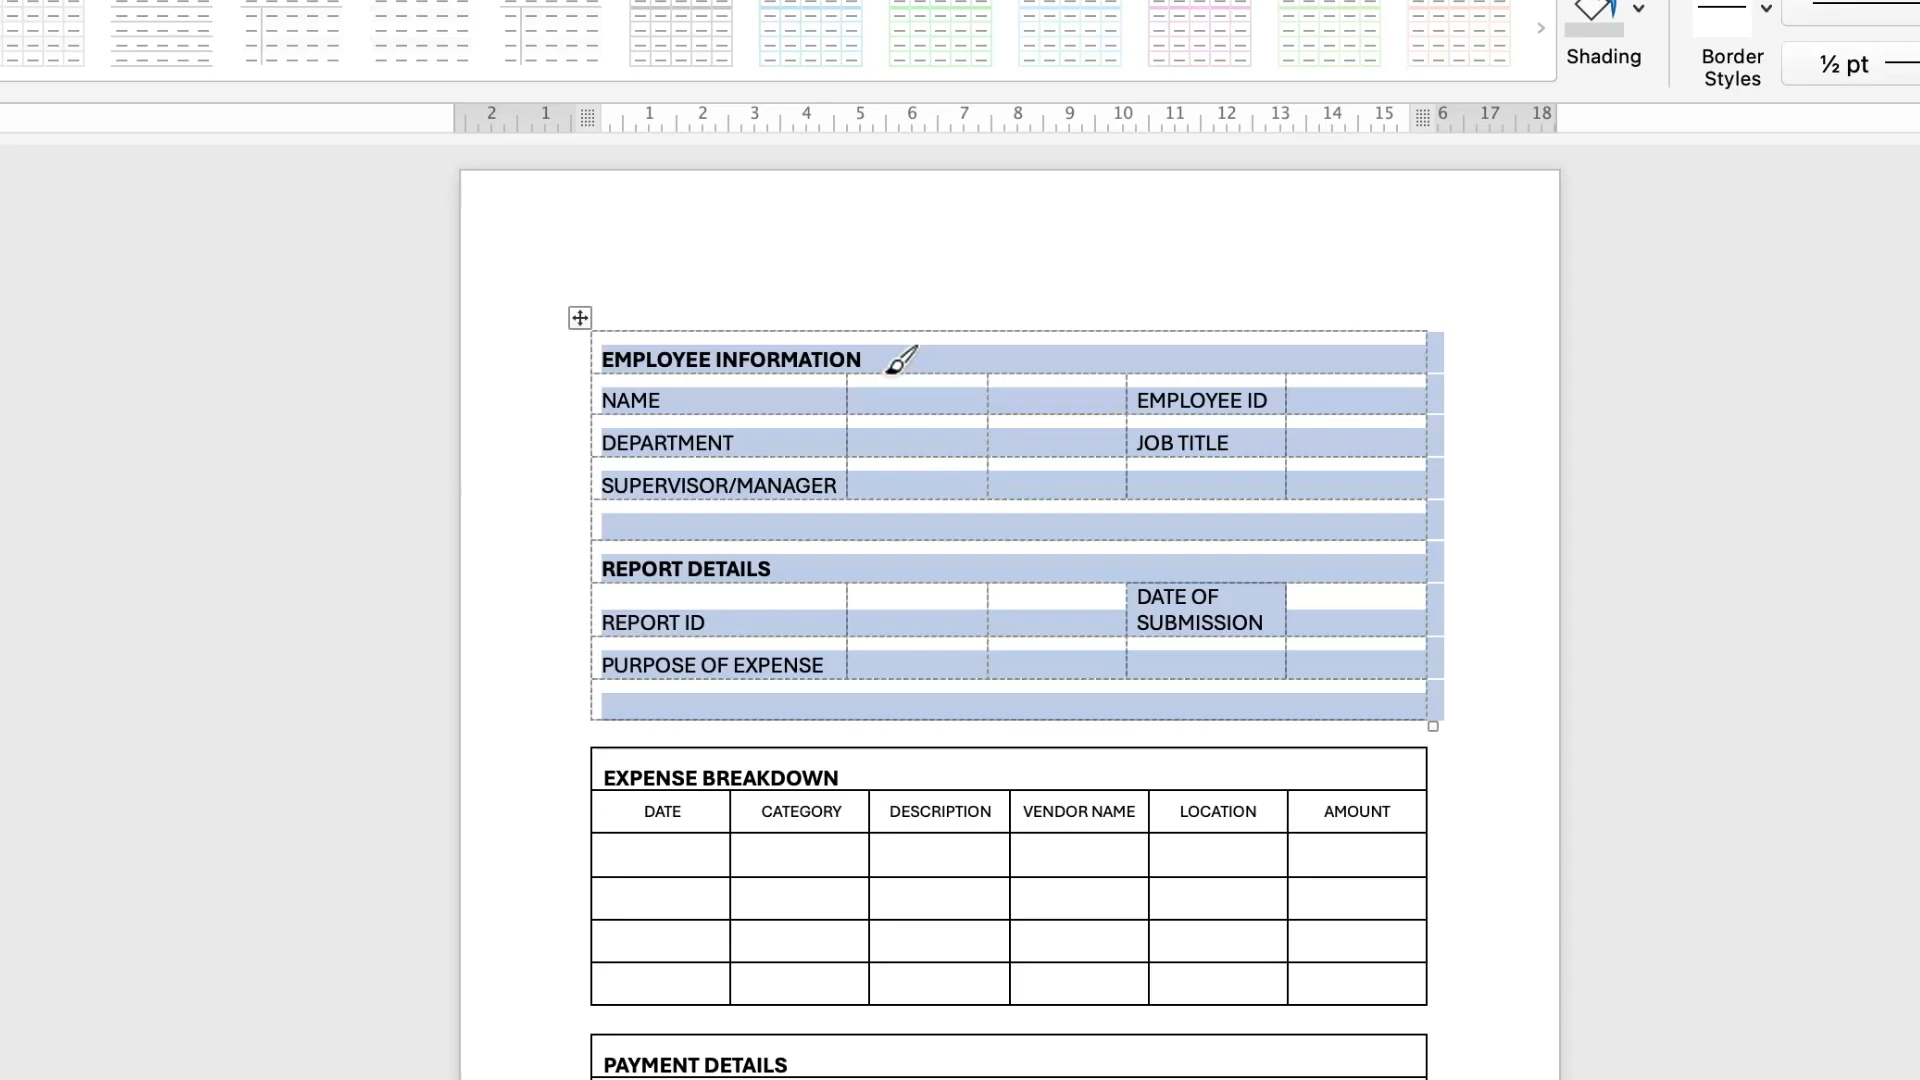 Shading
Border
Styles
½ pt
2 1 1 2 3 4 5 6 7 8 9 10 11 12 13 14 15 6 17 18
EMPLOYEE INFORMATION
NAME EMPLOYEE ID
DEPARTMENT JOB TITLE
SUPERVISOR/MANAGER
REPORT DETAILS
DATE OF
REPORT ID SUBMISSION
PURPOSE OF EXPENSE
EXPENSE BREAKDOWN
DATE CATEGORY DESCRIPTION VENDOR NAME LOCATION AMOUNT
PAYMENT DETAILS